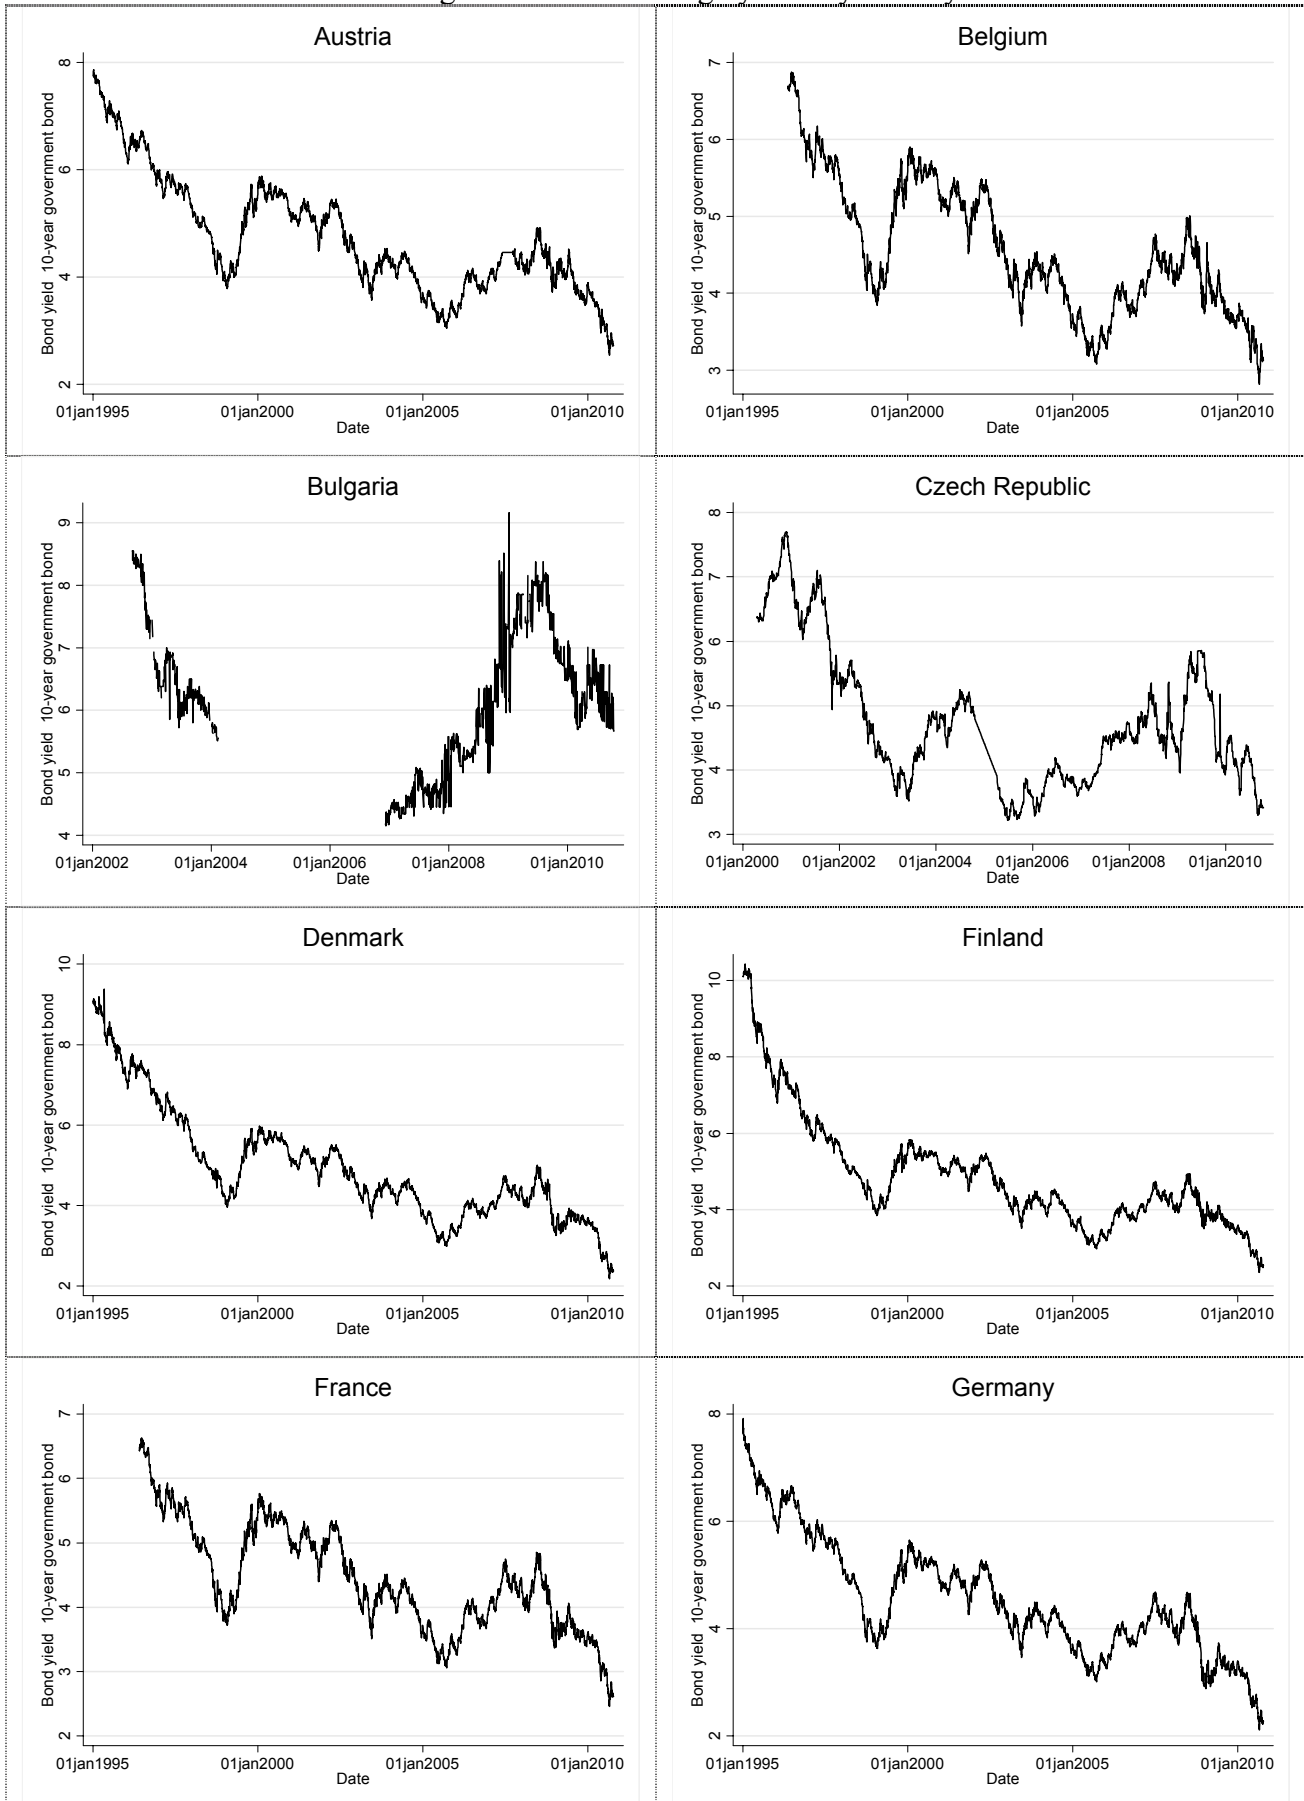 Austria
Bond yield 10-year government bond
8
6
4
2
01jan1995 01jan2000 01jan2005 01jan2010
Date
Belgium
Bond yield 10-year government bond
7
6
5
4
3
01jan1995 01jan2000 01jan2005 01jan2010
Date
Bulgaria
Bond yield 10-year government bond
9
8
7
6
5
4
01jan2002 01jan2004 01jan2006 01jan2008 01jan2010
Date
Czech Republic
Bond yield 10-year government bond
8
7
6
5
4
3
01jan2000 01jan2002 01jan2004 01jan2006 01jan2008 01jan2010
Date
Denmark
Bond yield 10-year government bond
10
8
6
4
2
01jan1995 01jan2000 01jan2005 01jan2010
Date
Finland
Bond yield 10-year government bond
10
8
6
4
2
01jan1995 01jan2000 01jan2005 01jan2010
Date
France
Bond yield 10-year government bond
7
6
5
4
3
2
01jan1995 01jan2000 01jan2005 01jan2010
Date
Germany
Bond yield 10-year government bond
8
6
4
2
01jan1995 01jan2000 01jan2005 01jan2010
Date